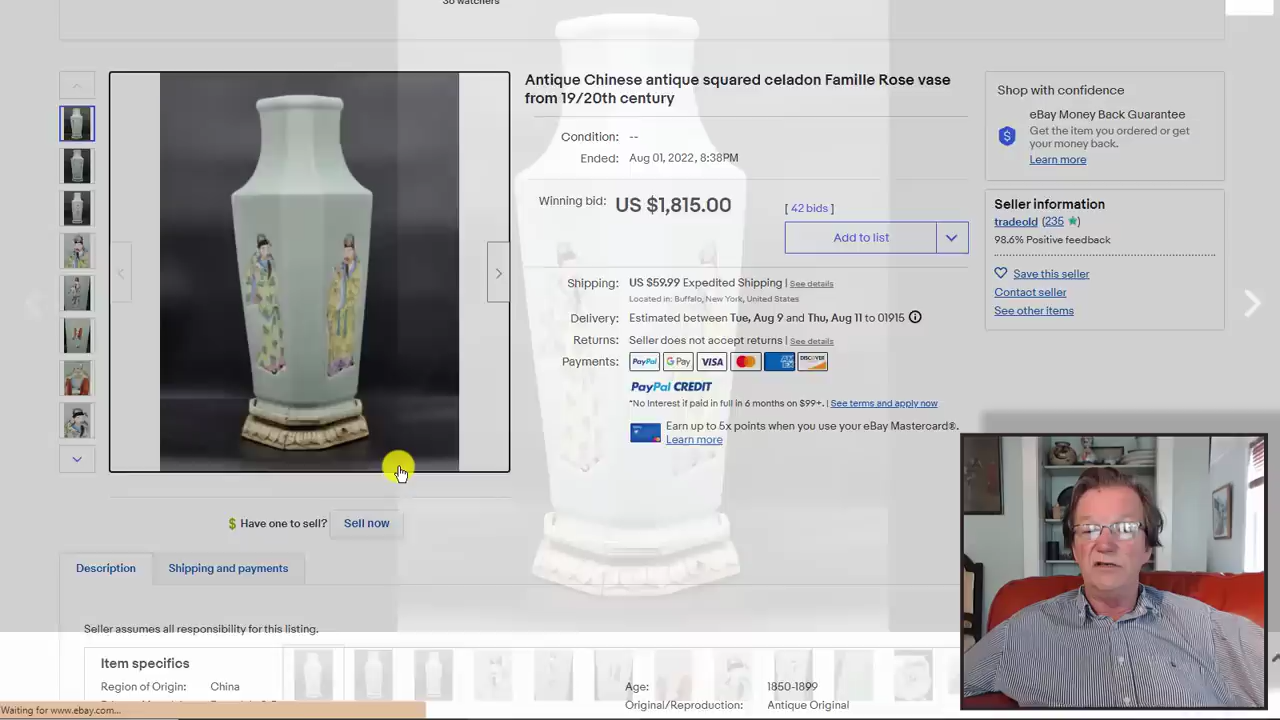 30 watchers
Antique Chinese antique squared celadon Famille Rose vase
from 19/20th century
Condition: --
Ended: Aug 01, 2022, 8:38PM
Winning bid: US $1,815.00 [ 42 bids ]
Add to list
Shipping: US $59.99 Expedited Shipping | See details
Located in: Buffalo, New York, United States
Delivery: Estimated between Tue, Aug 9 and Thu, Aug 11 to 01915
Returns: Seller does not accept returns | See details
Payments: PayPal G Pay VISA
DISCOVER
PayPal CREDIT
*No Interest if paid in full in 6 months on $99+. | See terms and apply now
Earn up to 5x points when you use your eBay Mastercard®.
Learn more
Shop with confidence
eBay Money Back Guarantee
Get the item you ordered or get
your money back.
Learn more
Seller information
tradeold (235 )
98.6% Positive feedback
Save this seller
Contact seller
See other items
$ Have one to sell? Sell now
Description Shipping and payments
Seller assumes all responsibility for this listing.
Item specifics
Region of Origin: China
Age: 1850-1899
Original/Reproduction: Antique Original
Waiting for www.ebay.com...